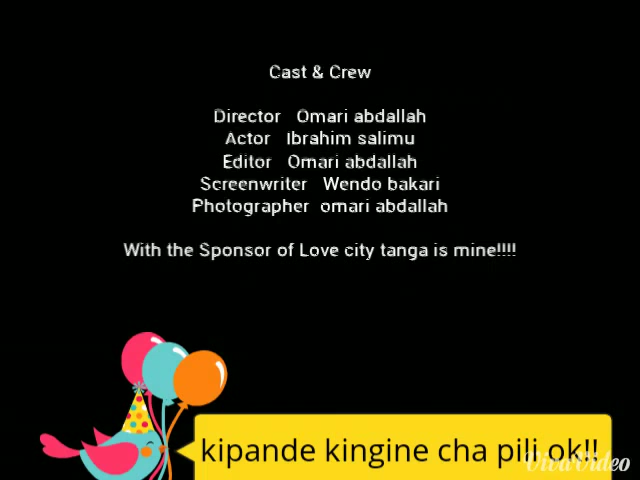 Cast & Crew
Director Omari abdallah
Actor Ibrahim salimu
Editor Omari abdallah
Screenwriter Wendo bakari
Photographer omari abdallah
With the Sponsor of Love city tanga is mine!!!!
kipande kingine cha pili ok!!
VivaVideo